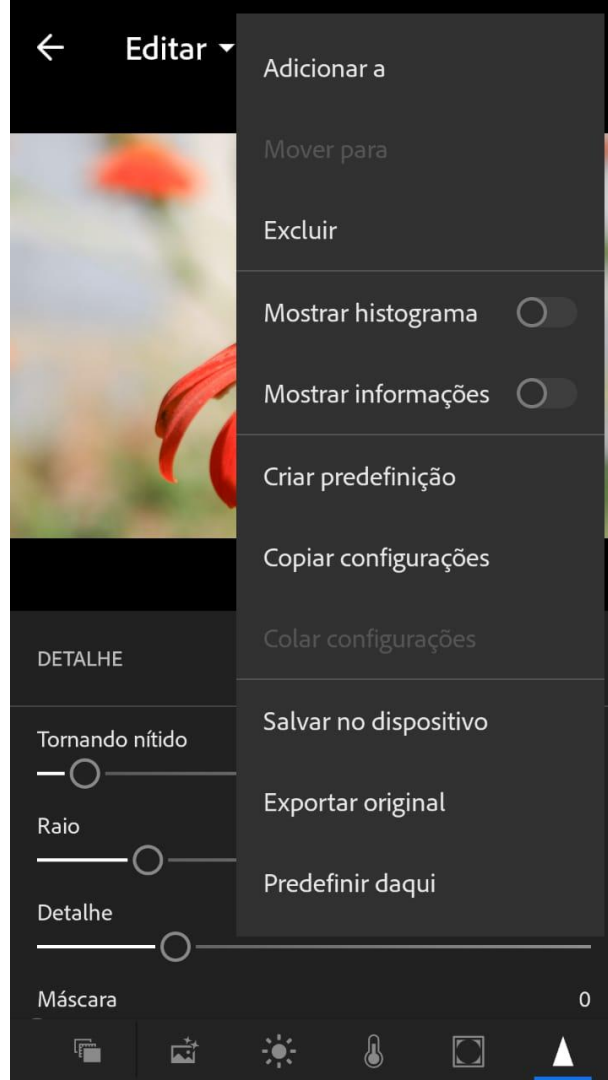 Editar
Adicionar a
Mover para
Excluir
Mostrar histograma
Mostrar informações
Criar predefinição
Copiar configurações
Colar configurações
Salvar no dispositivo
Exportar original
Predefinir daqui
DETALHE
Tornando nítido
Raio
Detalhe
Máscara 0